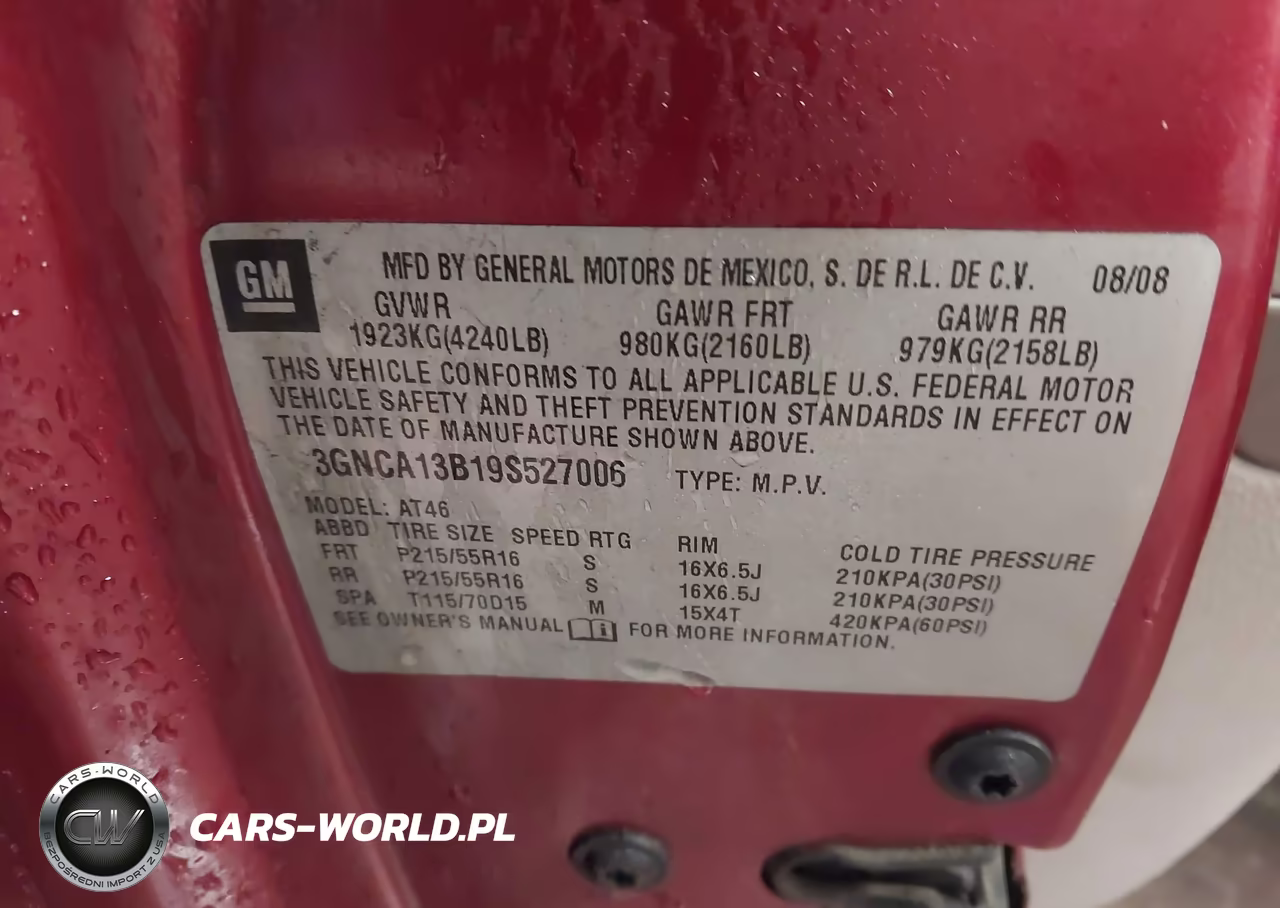 GM
®
MFD BY GENERAL MOTORS DE MEXICO, S. DE R.L. DE C.V. 08/08
GVWR GAWR FRT GAWR RR
1923KG(4240LB) 980KG(2160LB) 979KG(2158LB)
THIS VEHICLE CONFORMS TO ALL APPLICABLE U.S. FEDERAL MOTOR
VEHICLE SAFETY AND THEFT PREVENTION STANDARDS IN EFFECT ON
THE DATE OF MANUFACTURE SHOWN ABOVE.
3GNCA13B19S527006 TYPE: M.P.V.
MODEL: AT46
ABBD TIRE SIZE SPEED RTG RIM COLD TIRE PRESSURE
FRT P215/55R16 S 16X6.5J 210KPA(30PSI)
RR P215/55R16 S 16X6.5J 210KPA(30PSI)
SPA T115/70D15 M 15X4T 420KPA(60PSI)
SEE OWNER'S MANUAL i FOR MORE INFORMATION.
CARS-WORLD
CW
BEZPOŚREDNI IMPORT Z USA
CARS-WORLD.PL